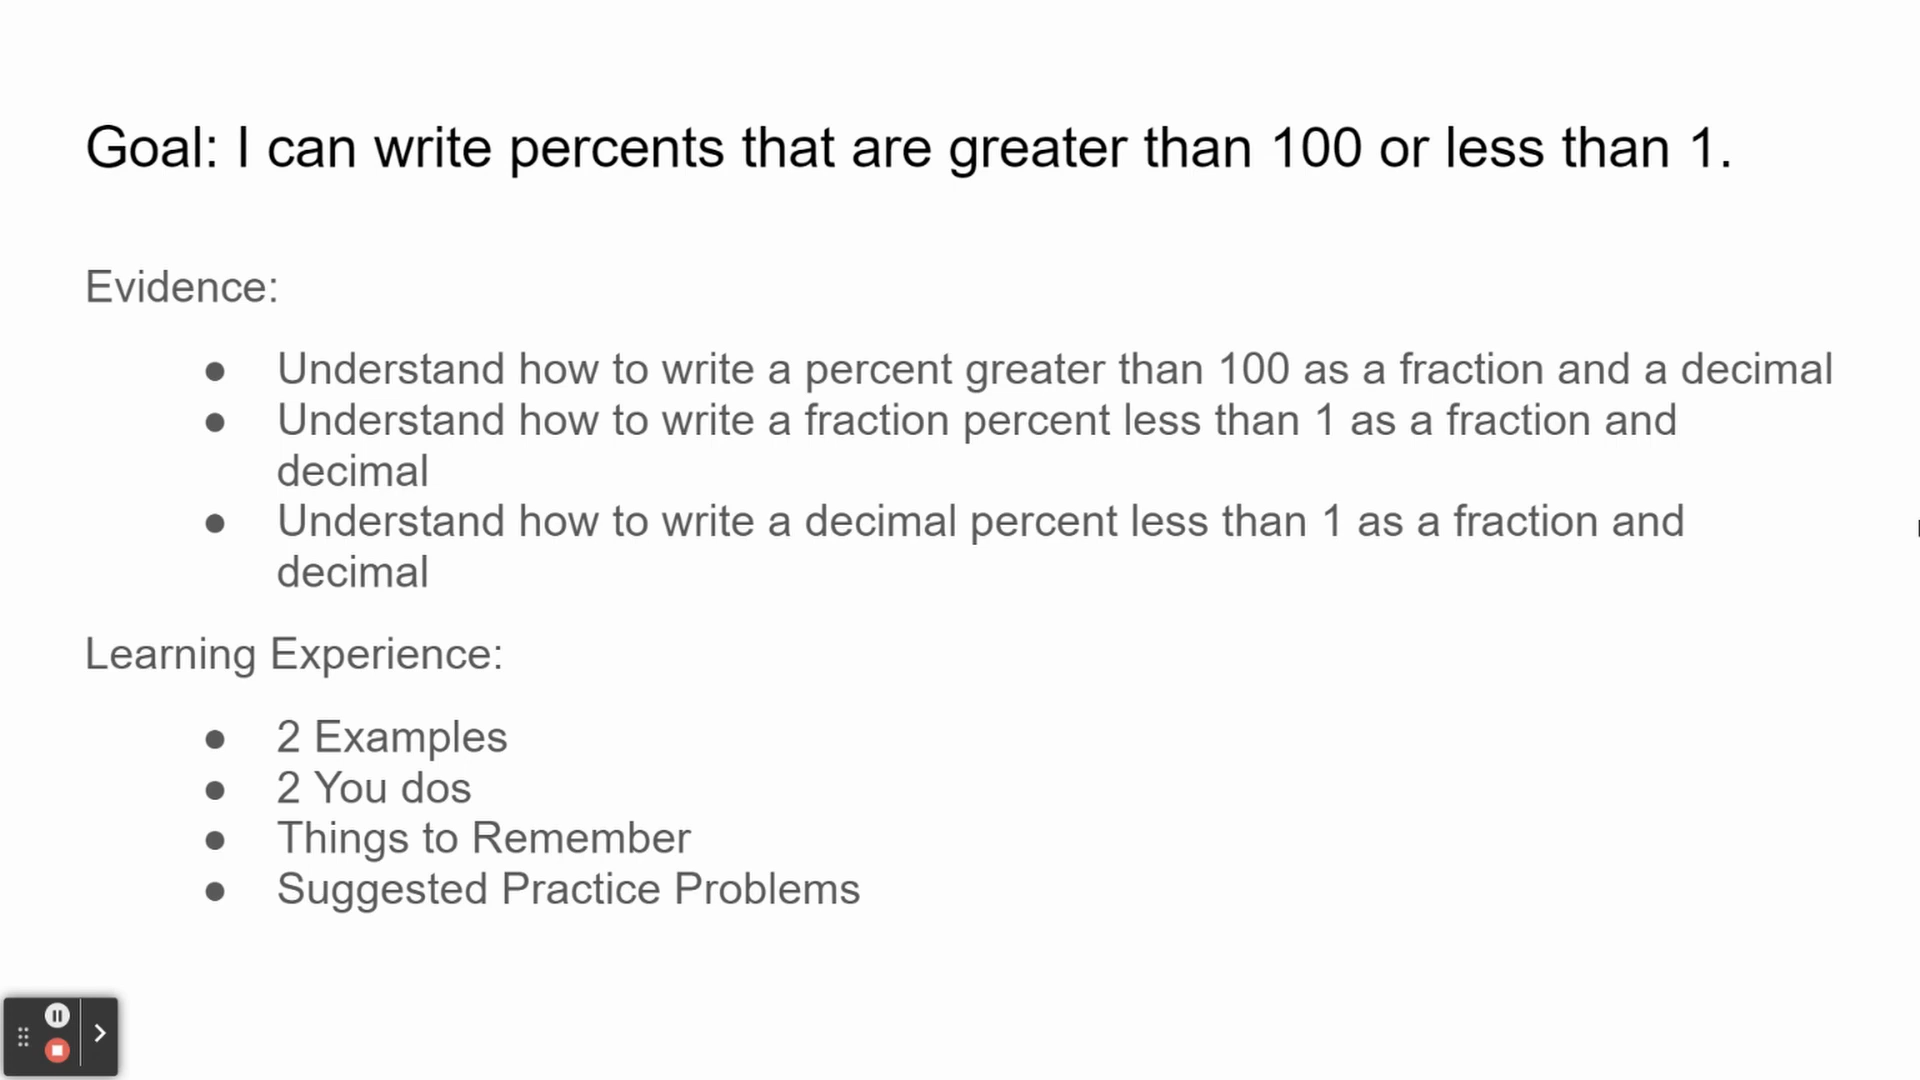 Goal: I can write percents that are greater than 100 or less than 1.
Evidence:
● Understand how to write a percent greater than 100 as a fraction and a decimal
● Understand how to write a fraction percent less than 1 as a fraction and
decimal
● Understand how to write a decimal percent less than 1 as a fraction and
decimal
Learning Experience:
● 2 Examples
● 2 You dos
● Things to Remember
● Suggested Practice Problems